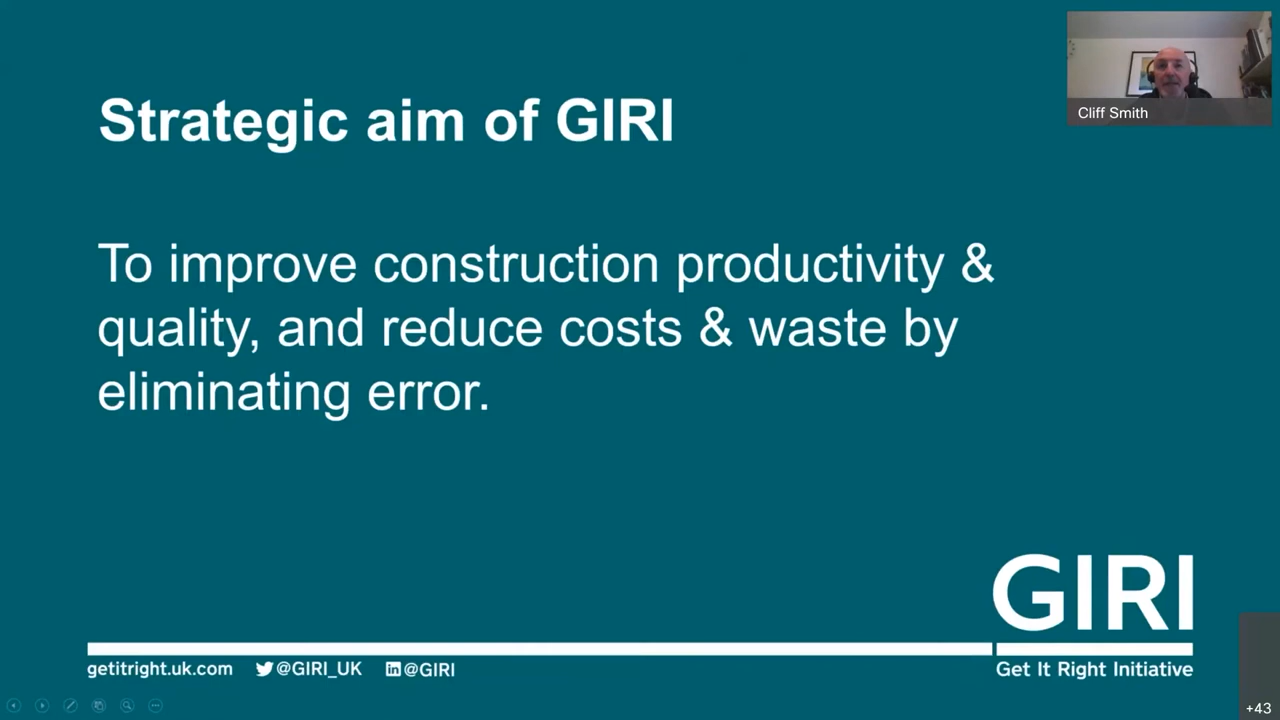 Strategic aim of GIRI
Cliff Smith
To improve construction productivity &
quality, and reduce costs & waste by
eliminating error.
GIRI
Get It Right Initiative
getitright.uk.com @GIRI_UK in @GIRI
+43